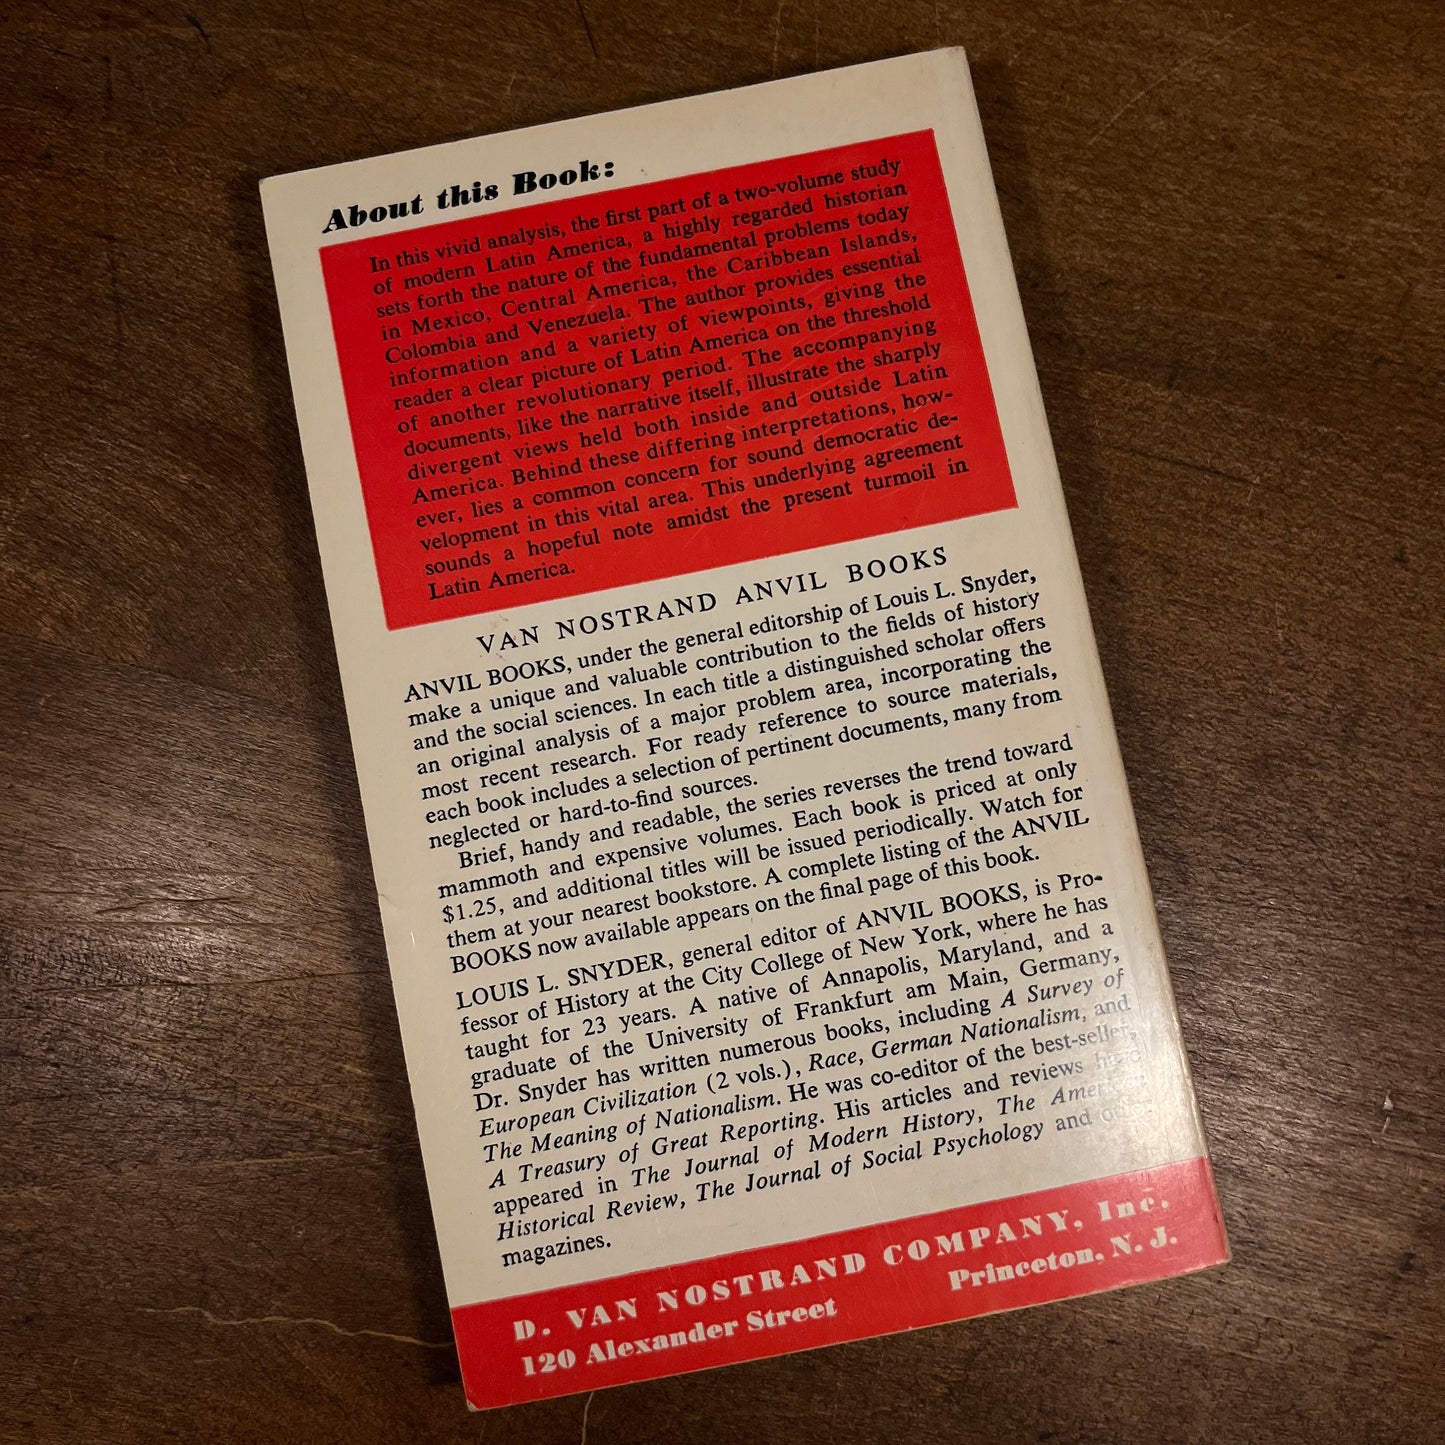 About this Book:
In this vivid analysis, the first part of a two-volume study
of modern Latin America, a highly regarded historian
sets forth the nature of the fundamental problems today
in Mexico, Central America, the Caribbean Islands,
Colombia and Venezuela. The author provides essential
information and a variety of viewpoints, giving the
reader a clear picture of Latin America on the threshold
of another revolutionary period. The accompanying
documents, like the narrative itself, illustrate the sharply
divergent views held both inside and outside Latin
America. Behind these differing interpretations, how-
ever, lies a common concern for sound democratic de-
velopment in this vital area. This underlying agreement
sounds a hopeful note amidst the present turmoil in
Latin America.
VAN NOSTRAND ANVIL BOOKS
ANVIL BOOKS, under the general editorship of Louis L. Snyder,
make a unique and valuable contribution to the fields of history
and the social sciences. In each title a distinguished scholar offers
an original analysis of a major problem area, incorporating the
most recent research. For ready reference to source materials,
each book includes a selection of pertinent documents, many from
neglected or hard-to-find sources.
Brief, handy and readable, the series reverses the trend toward
mammoth and expensive volumes. Each book is priced at only
$1.25, and additional titles will be issued periodically. Watch for
them at your nearest bookstore. A complete listing of the ANVIL
BOOKS now available appears on the final page of this book.
LOUIS L. SNYDER, general editor of ANVIL BOOKS, is Pro-
fessor of History at the City College of New York, where he has
taught for 23 years. A native of Annapolis, Maryland, and a
graduate of the University of Frankfurt am Main, Germany,
Dr. Snyder has written numerous books, including A Survey of
European Civilization (2 vols.), Race, German Nationalism, and
The Meaning of Nationalism. He was co-editor of the best-seller,
A Treasury of Great Reporting. His articles and reviews have
appeared in The Journal of Modern History, The American
Historical Review, The Journal of Social Psychology and other
magazines.
D. VAN NOSTRAND COMPANY, Inc.
120 Alexander Street Princeton, N. J.